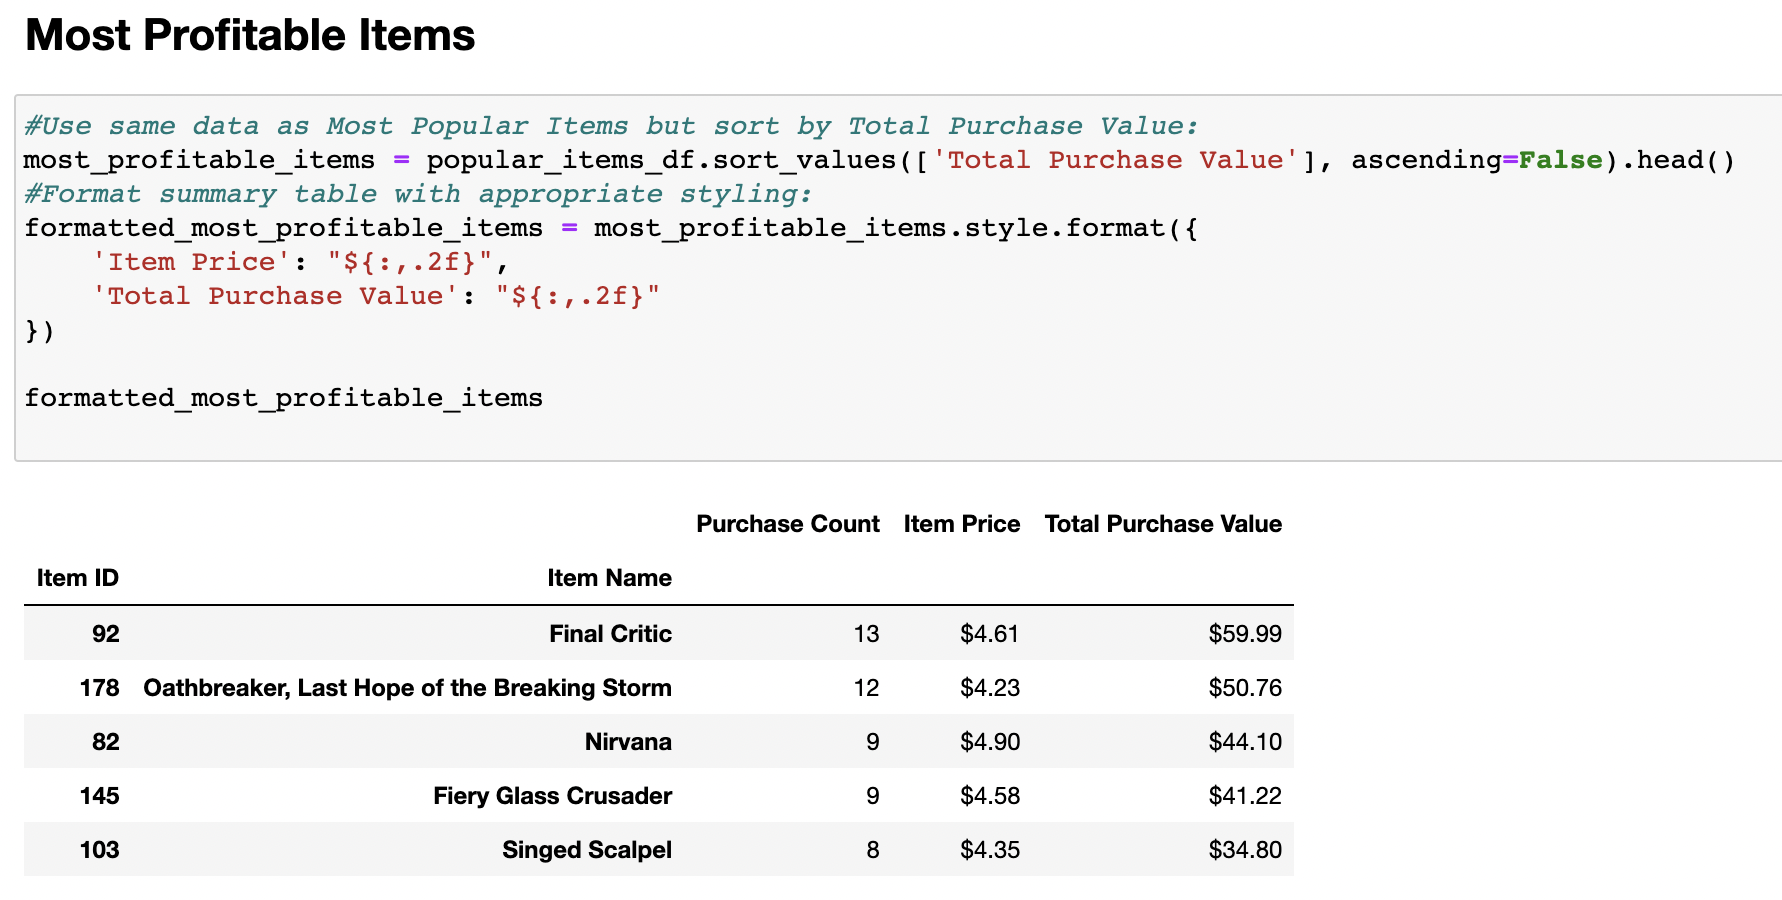 Most Profitable Items
#Use same data as Most Popular Items but sort by Total Purchase Value:
most_profitable_items = popular_items_df.sort_values(['Total Purchase Value'], ascending=False).head()
#Format summary table with appropriate styling:
formatted_most_profitable_items = most_profitable_items.style.format({
    'Item Price': "${:,.2f}",
    'Total Purchase Value': "${:,.2f}"
})
formatted_most_profitable_items
Purchase Count Item Price Total Purchase Value
Item ID Item Name
92 Final Critic 13 $4.61 $59.99
178 Oathbreaker, Last Hope of the Breaking Storm 12 $4.23 $50.76
82 Nirvana 9 $4.90 $44.10
145 Fiery Glass Crusader 9 $4.58 $41.22
103 Singed Scalpel 8 $4.35 $34.80